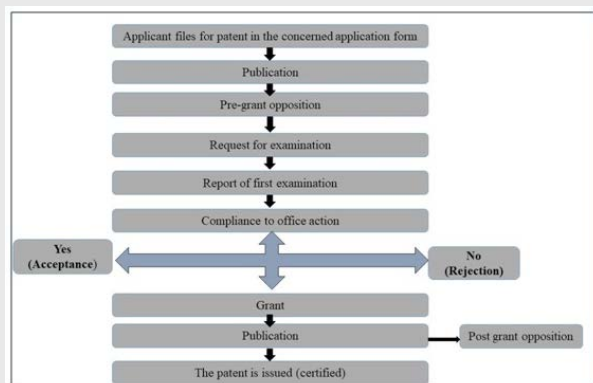 Applicant files for patent in the concerned application form
Publication
Pre-grant opposition
Request for examination
Report of first examination
Compliance to office action
Yes
(Acceptance)
No
(Rejection)
Grant
Publication
Post grant opposition
The patent is issued (certified)